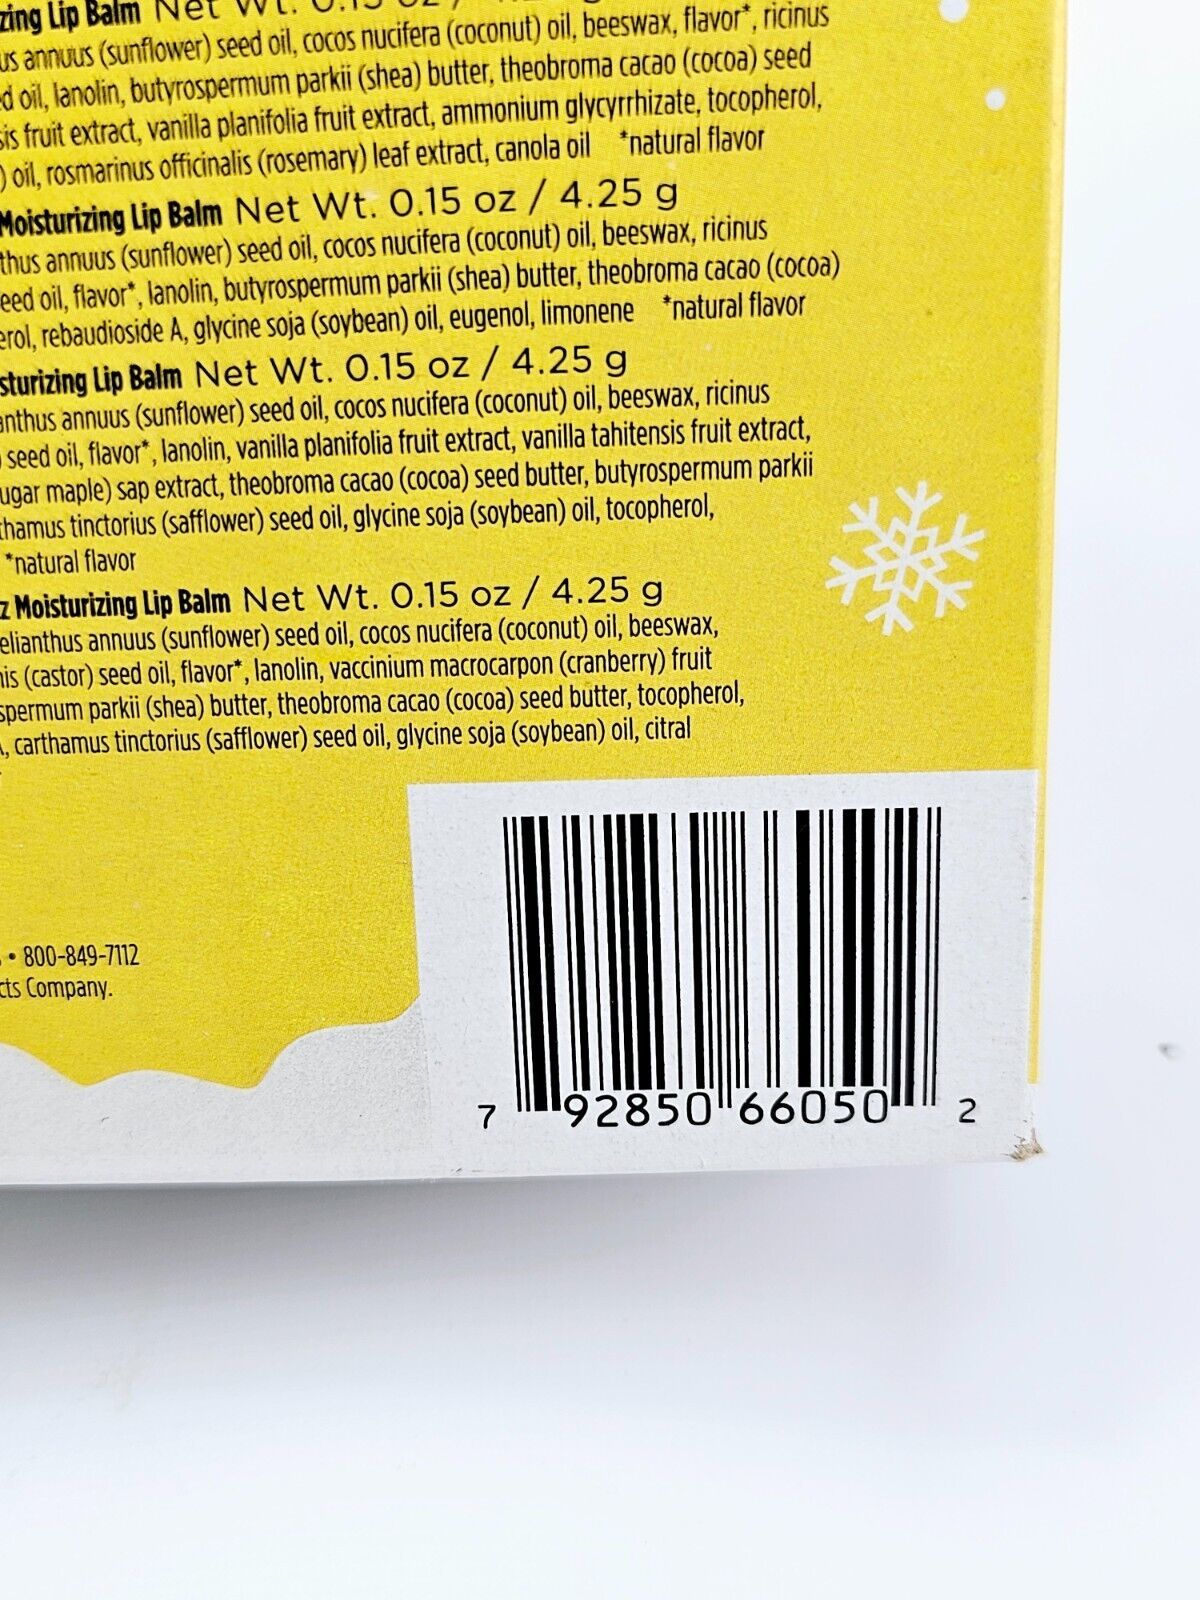 Lip Balm Net Wt. 0.15 oz /
annuus (sunflower) seed oil, cocos nucifera (coconut) oil, beeswax, flavor*, ricinus
oil, lanolin, butyrospermum parkii (shea) butter, theobroma cacao (cocoa) seed
fruit extract, vanilla planifolia fruit extract, ammonium glycyrrhizate, tocopherol,
) oil, rosmarinus officinalis (rosemary) leaf extract, canola oil *natural flavor
Moisturizing Lip Balm Net Wt. 0.15 oz / 4.25 g
thus annuus (sunflower) seed oil, cocos nucifera (coconut) oil, beeswax, ricinus
eed oil, flavor*, lanolin, butyrospermum parkii (shea) butter, theobroma cacao (cocoa)
erol, rebaudioside A, glycine soja (soybean) oil, eugenol, limonene *natural flavor
sturizing Lip Balm Net Wt. 0.15 oz / 4.25 g
anthus annuus (sunflower) seed oil, cocos nucifera (coconut) oil, beeswax, ricinus
) seed oil, flavor*, lanolin, vanilla planifolia fruit extract, vanilla tahitensis fruit extract,
ugar maple) sap extract, theobroma cacao (cocoa) seed butter, butyrospermum parkii
thamus tinctorius (safflower) seed oil, glycine soja (soybean) oil, tocopherol,
*natural flavor
z Moisturizing Lip Balm Net Wt. 0.15 oz / 4.25 g
elianthus annuus (sunflower) seed oil, cocos nucifera (coconut) oil, beeswax,
nis (castor) seed oil, flavor*, lanolin, vaccinium macrocarpon (cranberry) fruit
spermum parkii (shea) butter, theobroma cacao (cocoa) seed butter, tocopherol,
, carthamus tinctorius (safflower) seed oil, glycine soja (soybean) oil, citral
• 800-849-7112
cts Company.
7 92850 66050 2